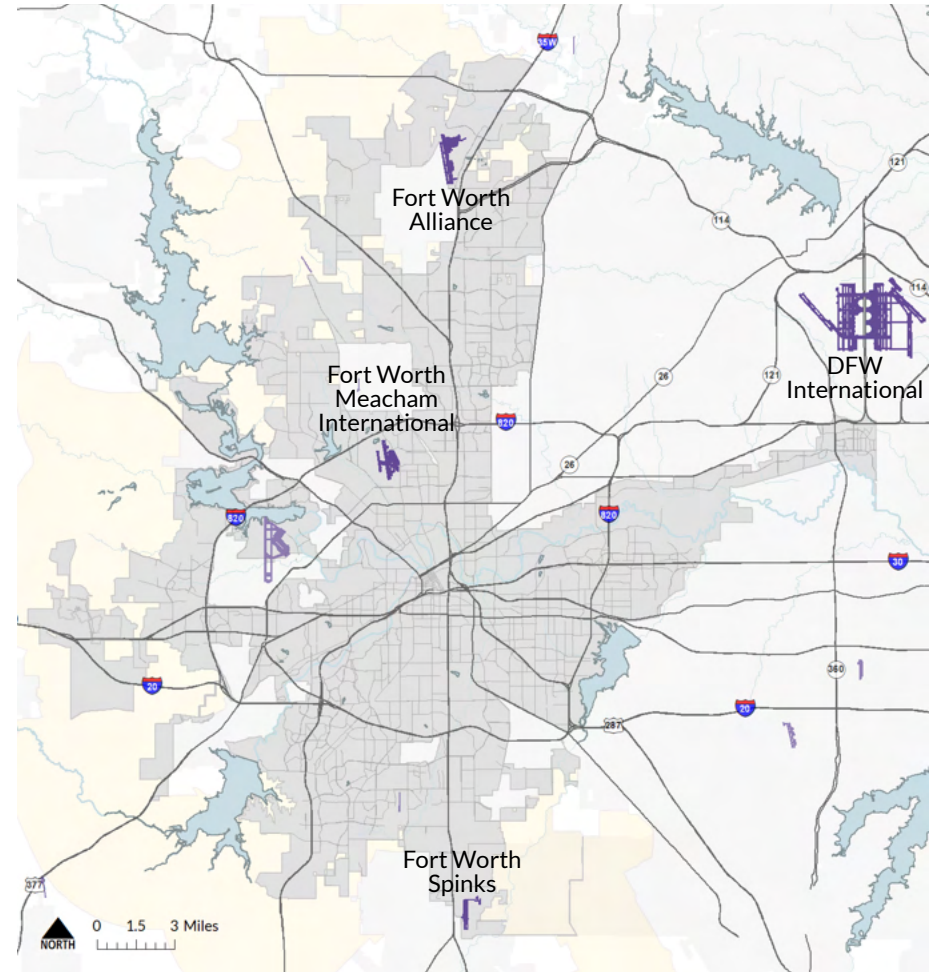 35W
121
Fort Worth
Alliance
114
114
DFW
International
Fort Worth
Meacham
International
26
121
820
26
820
820
30
360
20
20
287
Fort Worth
Spinks
377
NORTH
0 1.5 3 Miles